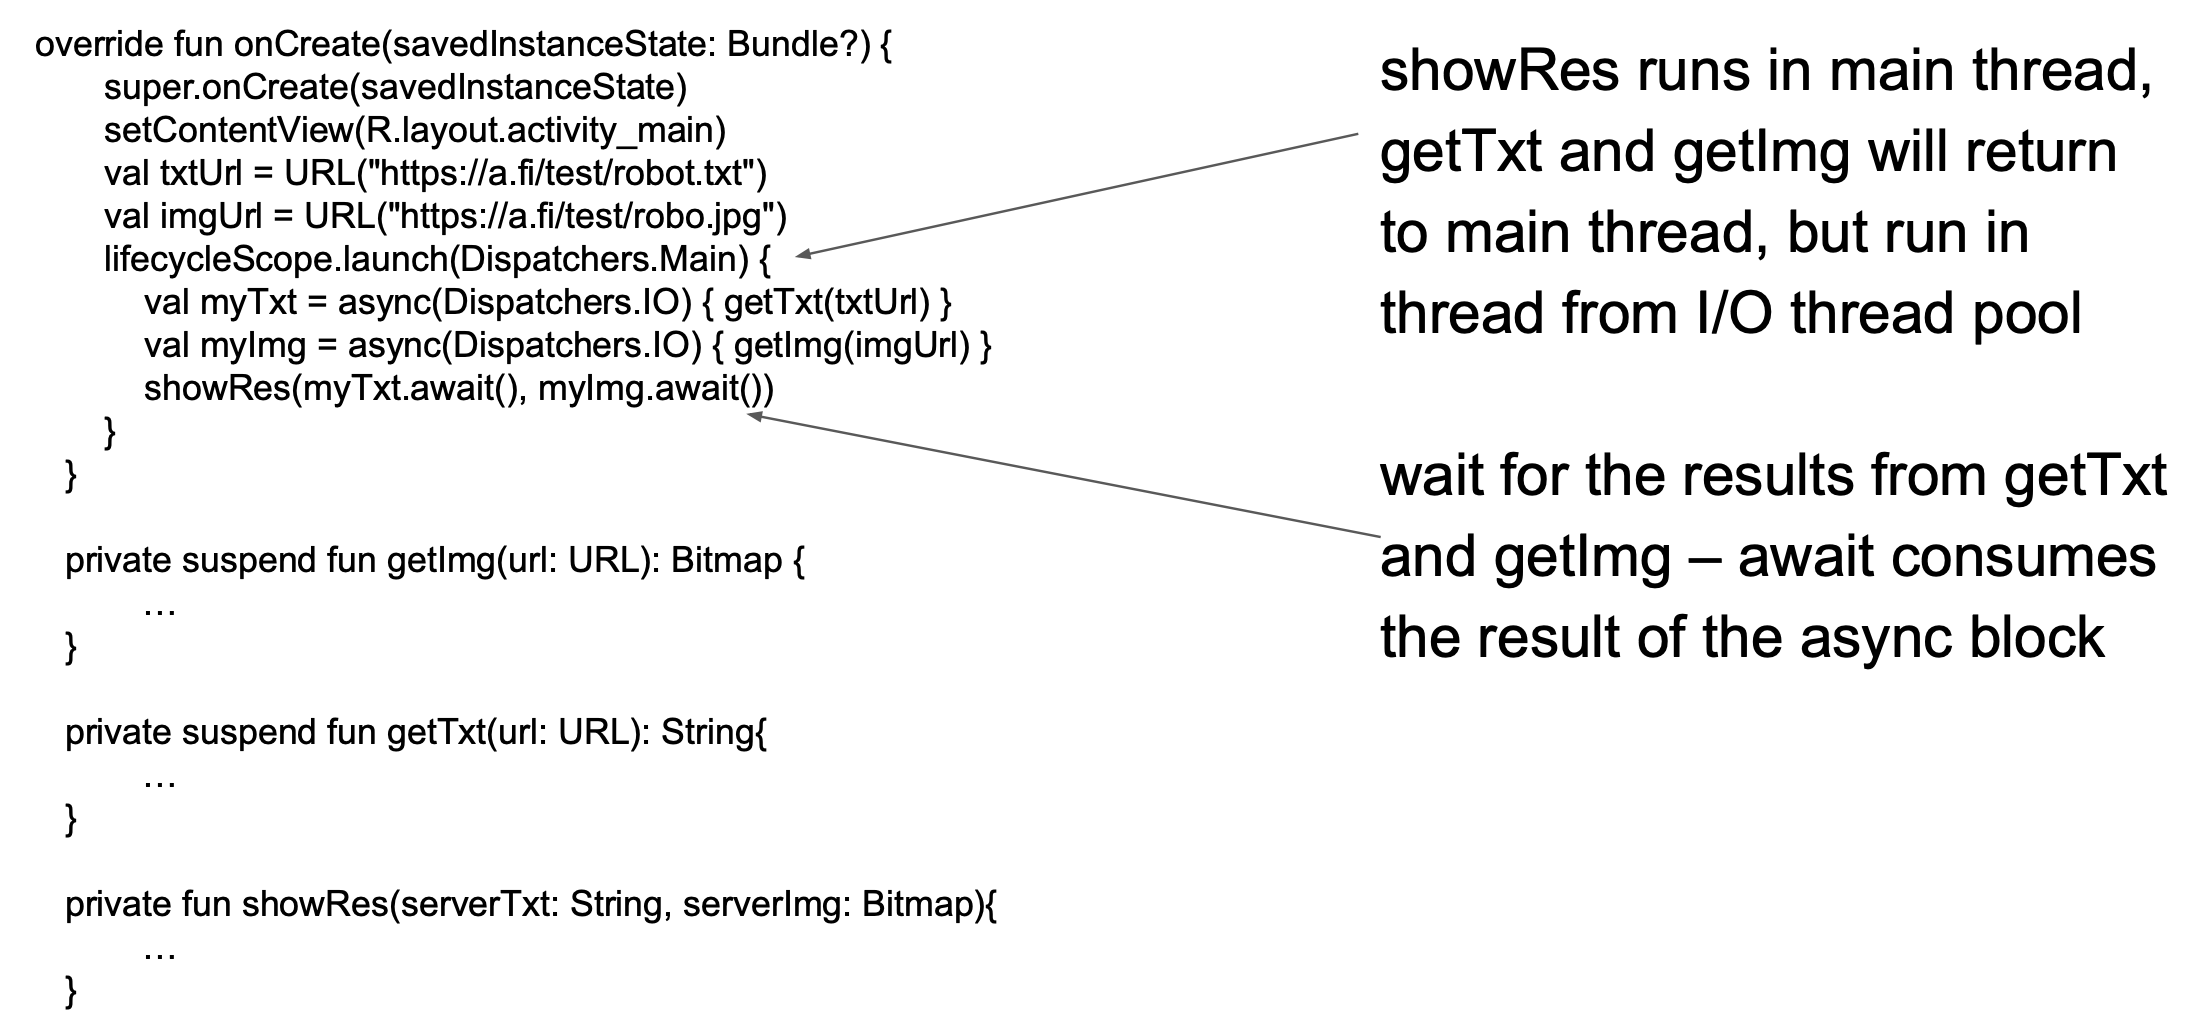 override fun onCreate(savedInstanceState: Bundle?) {
super.onCreate(savedInstanceState)
setContentView(R.layout.activity_main)
val txtUrl = URL("https://a.fi/test/robot.txt")
val imgUrl = URL("https://a.fi/test/robo.jpg")
lifecycleScope.launch(Dispatchers.Main) {
val myTxt = async(Dispatchers.IO) { getTxt(txtUrl) }
val myImg = async(Dispatchers.IO) { getImg(imgUrl) }
showRes(myTxt.await(), myImg.await())
}
}
private suspend fun getImg(url: URL): Bitmap {
…
}
private suspend fun getTxt(url: URL): String{
…
}
private fun showRes(serverTxt: String, serverImg: Bitmap){
…
}
showRes runs in main thread,
getTxt and getImg will return
to main thread, but run in
thread from I/O thread pool
wait for the results from getTxt
and getImg – await consumes
the result of the async block